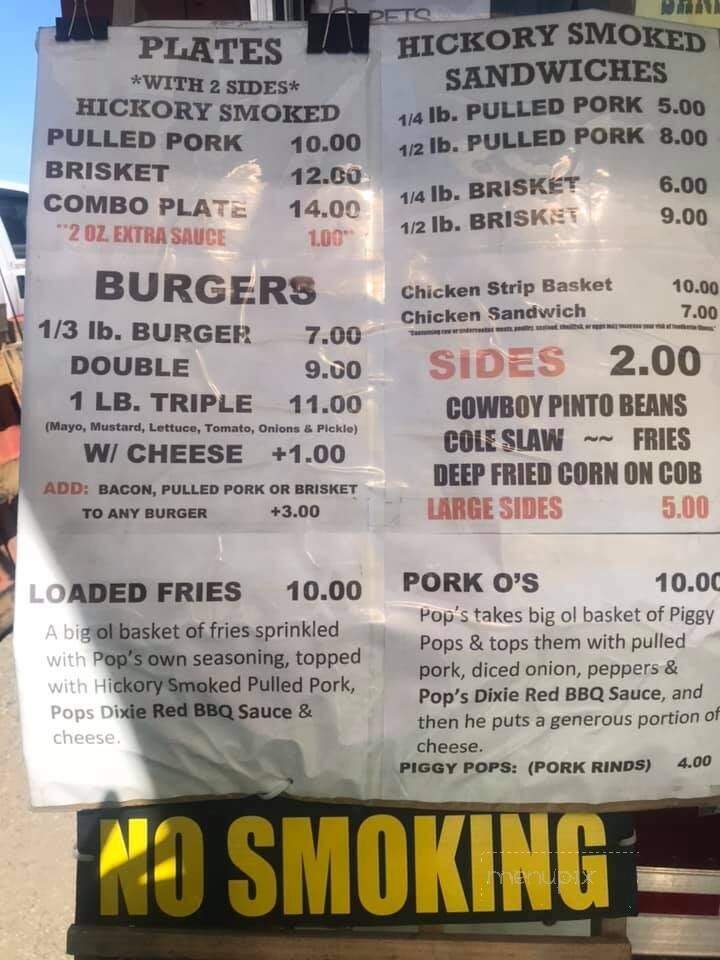 PLATES
*WITH 2 SIDES*
HICKORY SMOKED
PULLED PORK 10.00
BRISKET 12.00
COMBO PLATE 14.00
**2 OZ. EXTRA SAUCE 1.00**
BURGERS
1/3 lb. BURGER 7.00
DOUBLE 9.00
1 LB. TRIPLE 11.00
(Mayo, Mustard, Lettuce, Tomato, Onions & Pickle)
W/ CHEESE +1.00
ADD: BACON, PULLED PORK OR BRISKET
TO ANY BURGER +3.00
LOADED FRIES 10.00
A big ol basket of fries sprinkled
with Pop's own seasoning, topped
with Hickory Smoked Pulled Pork,
Pops Dixie Red BBQ Sauce &
cheese.
HICKORY SMOKED
SANDWICHES
1/4 lb. PULLED PORK 5.00
1/2 lb. PULLED PORK 8.00
1/4 lb. BRISKET 6.00
1/2 lb. BRISKET 9.00
Chicken Strip Basket 10.00
Chicken Sandwich 7.00
SIDES 2.00
COWBOY PINTO BEANS
COLE SLAW ~~ FRIES
DEEP FRIED CORN ON COB
LARGE SIDES 5.00
PORK O'S 10.00
Pop's takes big ol basket of Piggy
Pops & tops them with pulled
pork, diced onion, peppers &
Pop's Dixie Red BBQ Sauce, and
then he puts a generous portion of
cheese.
PIGGY POPS: (PORK RINDS) 4.00
NO SMOKING
menupix